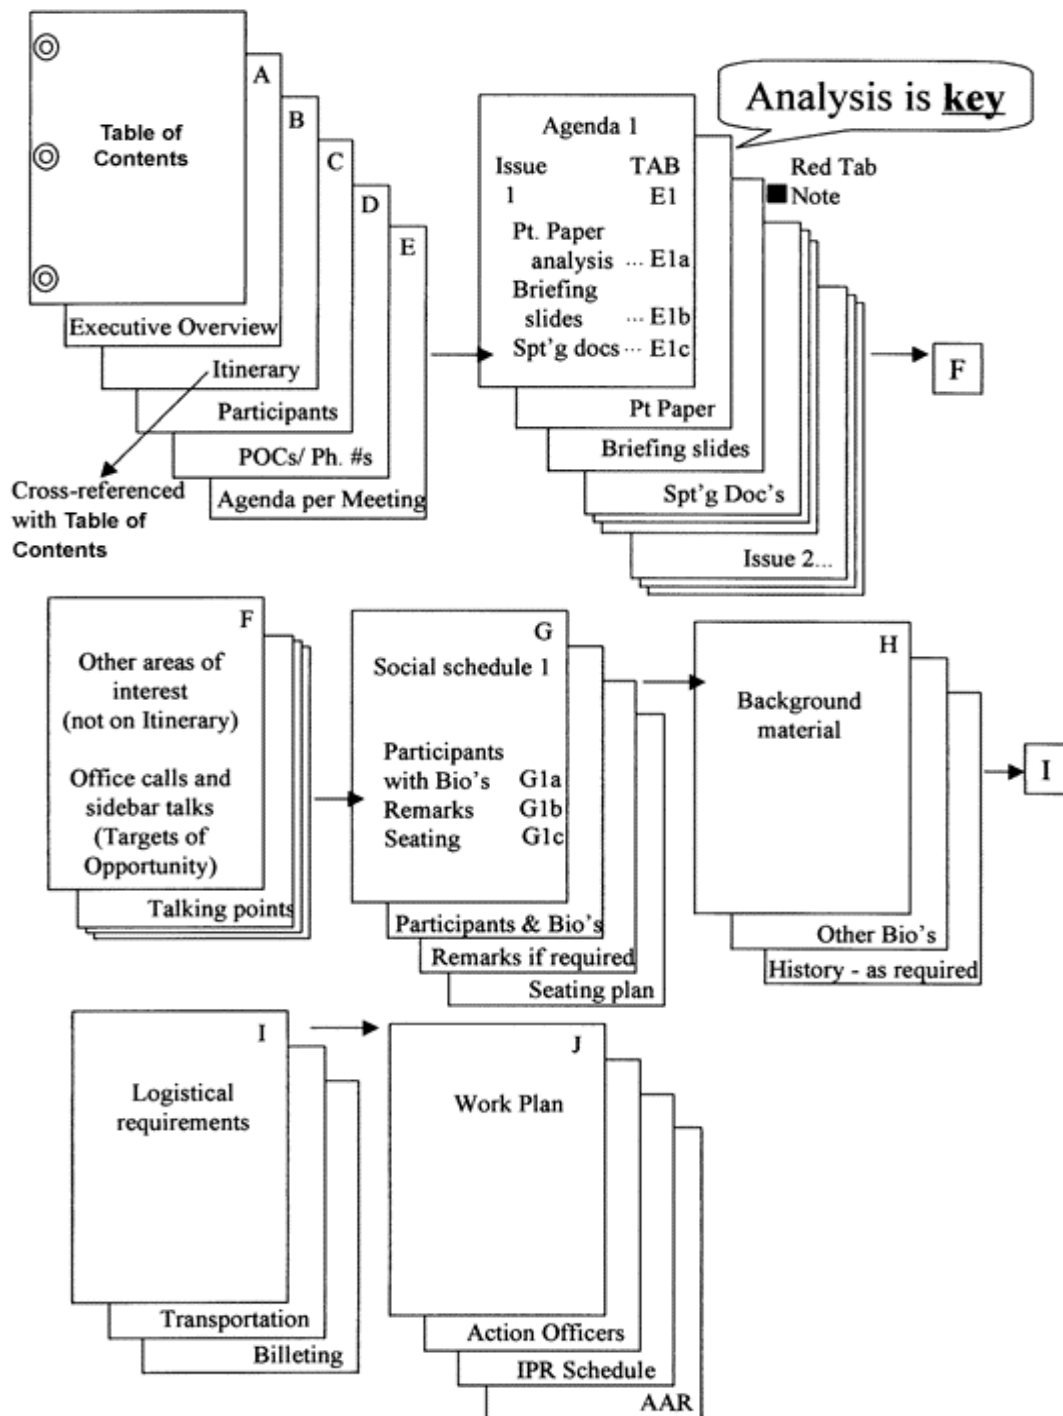 Table of
Contents
A
B
C
D
E
Executive Overview
Itinerary
Participants
POCs/ Ph. #s
Agenda per Meeting
Cross-referenced
with Table of
Contents
Agenda 1
Issue TAB
1 E1
Pt. Paper
analysis ... E1a
Briefing
slides ... E1b
Spt'g docs ... E1c
Pt Paper
Briefing slides
Spt'g Doc's
Issue 2...
Analysis is key
Red Tab
Note
F
F
Other areas of
interest
(not on Itinerary)
Office calls and
sidebar talks
(Targets of
Opportunity)
Talking points
G
Social schedule 1
Participants
with Bio's G1a
Remarks G1b
Seating G1c
Participants & Bio's
Remarks if required
Seating plan
H
Background
material
Other Bio's
History - as required
I
I
Logistical
requirements
Transportation
Billeting
J
Work Plan
Action Officers
IPR Schedule
AAR